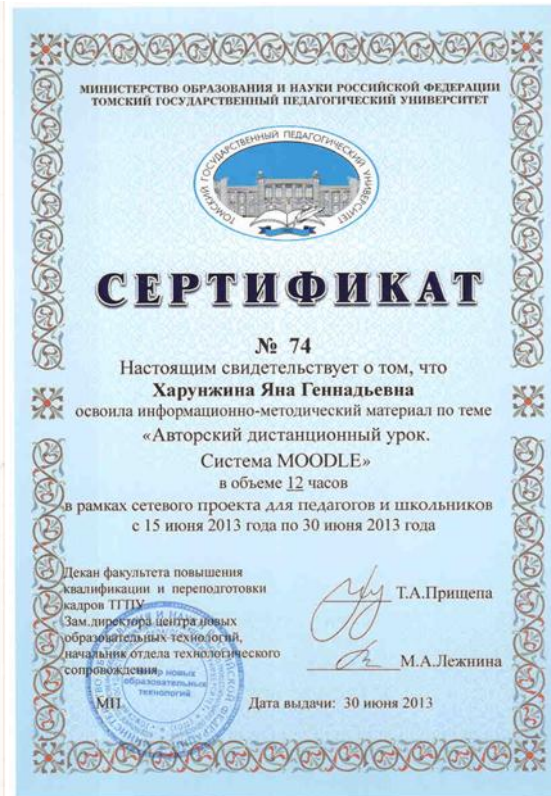 МИНИСТЕРСТВО ОБРАЗОВАНИЯ И НАУКИ РОССИЙСКОЙ ФЕДЕРАЦИИ
ТОМСКИЙ ГОСУДАРСТВЕННЫЙ ПЕДАГОГИЧЕСКИЙ УНИВЕРСИТЕТ
ТОМСКИЙ ГОСУДАРСТВЕННЫЙ ПЕДАГОГИЧЕСКИЙ УНИВЕРСИТЕТ
СЕРТИФИКАТ
№ 74
Настоящим свидетельствует о том, что
Харунжина Яна Геннадьевна
освоила информационно-методический материал по теме
«Авторский дистанционный урок.
Система MOODLE»
в объеме 12 часов
в рамках сетевого проекта для педагогов и школьников
с 15 июня 2013 года по 30 июня 2013 года
Декан факультета повышения
квалификации и переподготовки
кадров ТГПУ
Т.А.Прищепа
Зам.директора центра новых
образовательных технологий,
начальник отдела технологического
сопровождения
М.А.Лежнина
центр новых
образовательных
технологий
МП
Дата выдачи: 30 июня 2013